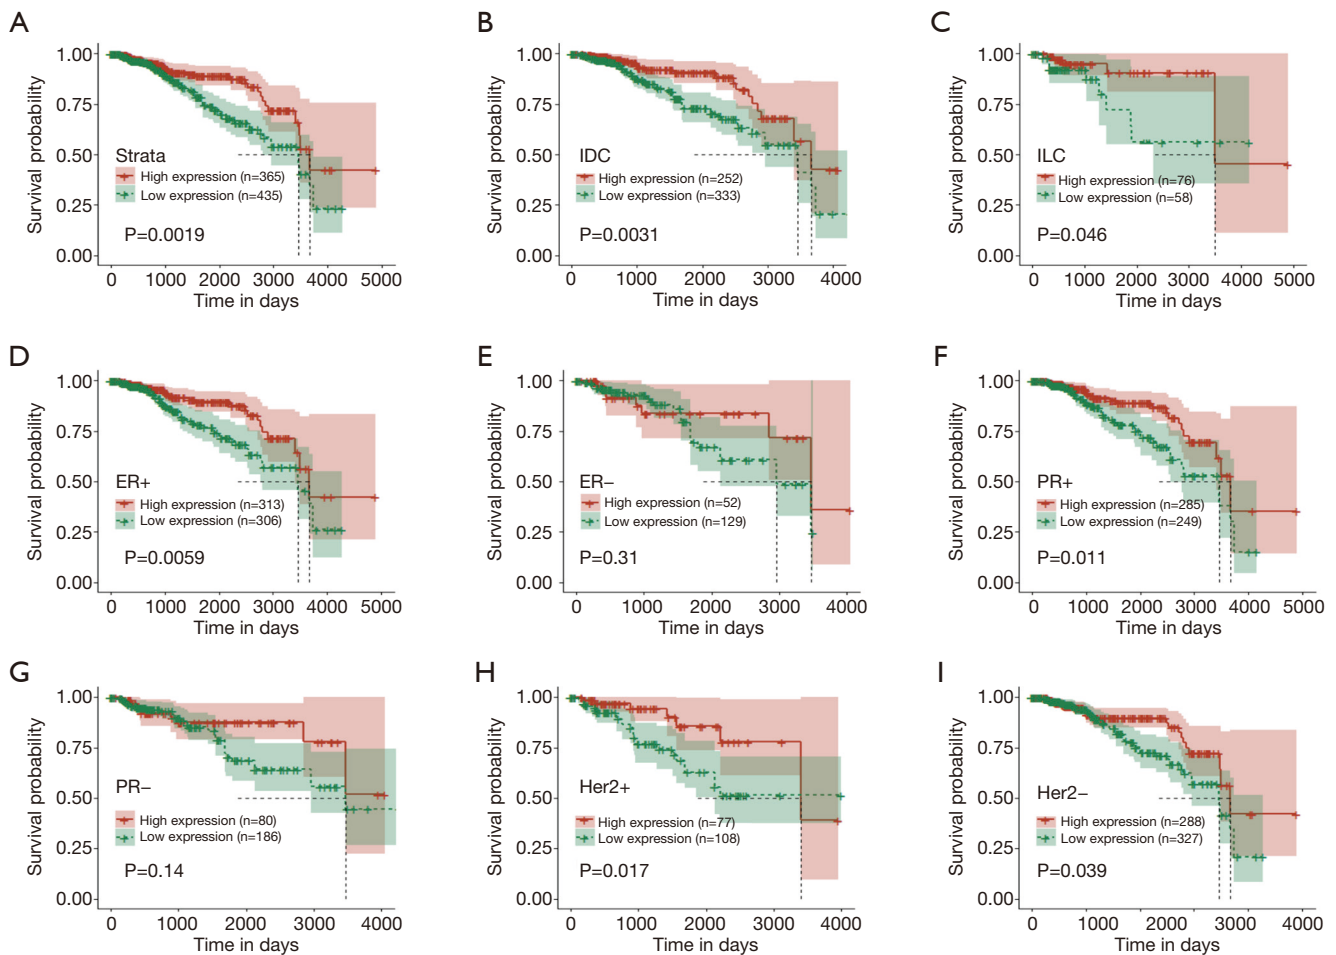 A
Survival probability
1.00
0.75
0.50
0.25
0.00
Strata
High expression (n=365)
Low expression (n=435)
P=0.0019
0 1000 2000 3000 4000 5000
Time in days
B
Survival probability
1.00
0.75
0.50
0.25
0.00
IDC
High expression (n=252)
Low expression (n=333)
P=0.0031
0 1000 2000 3000 4000
Time in days
C
Survival probability
1.00
0.75
0.50
0.25
0.00
ILC
High expression (n=76)
Low expression (n=58)
P=0.046
0 1000 2000 3000 4000 5000
Time in days
D
Survival probability
1.00
0.75
0.50
0.25
0.00
ER+
High expression (n=313)
Low expression (n=306)
P=0.0059
0 1000 2000 3000 4000 5000
Time in days
E
Survival probability
1.00
0.75
0.50
0.25
0.00
ER−
High expression (n=52)
Low expression (n=129)
P=0.31
0 1000 2000 3000 4000
Time in days
F
Survival probability
1.00
0.75
0.50
0.25
0.00
PR+
High expression (n=285)
Low expression (n=249)
P=0.011
0 1000 2000 3000 4000 5000
Time in days
G
Survival probability
1.00
0.75
0.50
0.25
0.00
PR−
High expression (n=80)
Low expression (n=186)
P=0.14
0 1000 2000 3000 4000
Time in days
H
Survival probability
1.00
0.75
0.50
0.25
0.00
Her2+
High expression (n=77)
Low expression (n=108)
P=0.017
0 1000 2000 3000 4000
Time in days
I
Survival probability
1.00
0.75
0.50
0.25
0.00
Her2−
High expression (n=288)
Low expression (n=327)
P=0.039
0 1000 2000 3000 4000
Time in days